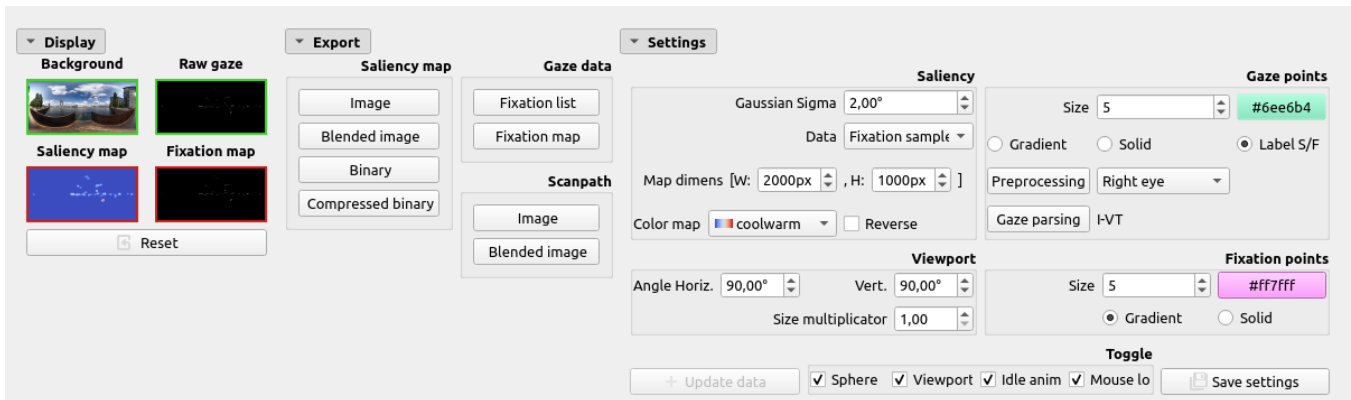 Display
Background
Raw gaze
Saliency map
Fixation map
Reset
Export
Saliency map
Image
Blended image
Binary
Compressed binary
Gaze data
Fixation list
Fixation map
Scanpath
Image
Blended image
Settings
Saliency
Gaussian Sigma 2,00°
Data Fixation sample
Map dimens [W: 2000px , H: 1000px ]
Color map coolwarm Reverse
Gaze points
Size 5 #6ee6b4
Gradient Solid Label S/F
Preprocessing Right eye
Gaze parsing I-VT
Viewport
Angle Horiz. 90,00° Vert. 90,00°
Size multiplicator 1,00
Fixation points
Size 5 #ff7fff
Gradient Solid
Toggle
+ Update data
Sphere Viewport Idle anim Mouse lo
Save settings